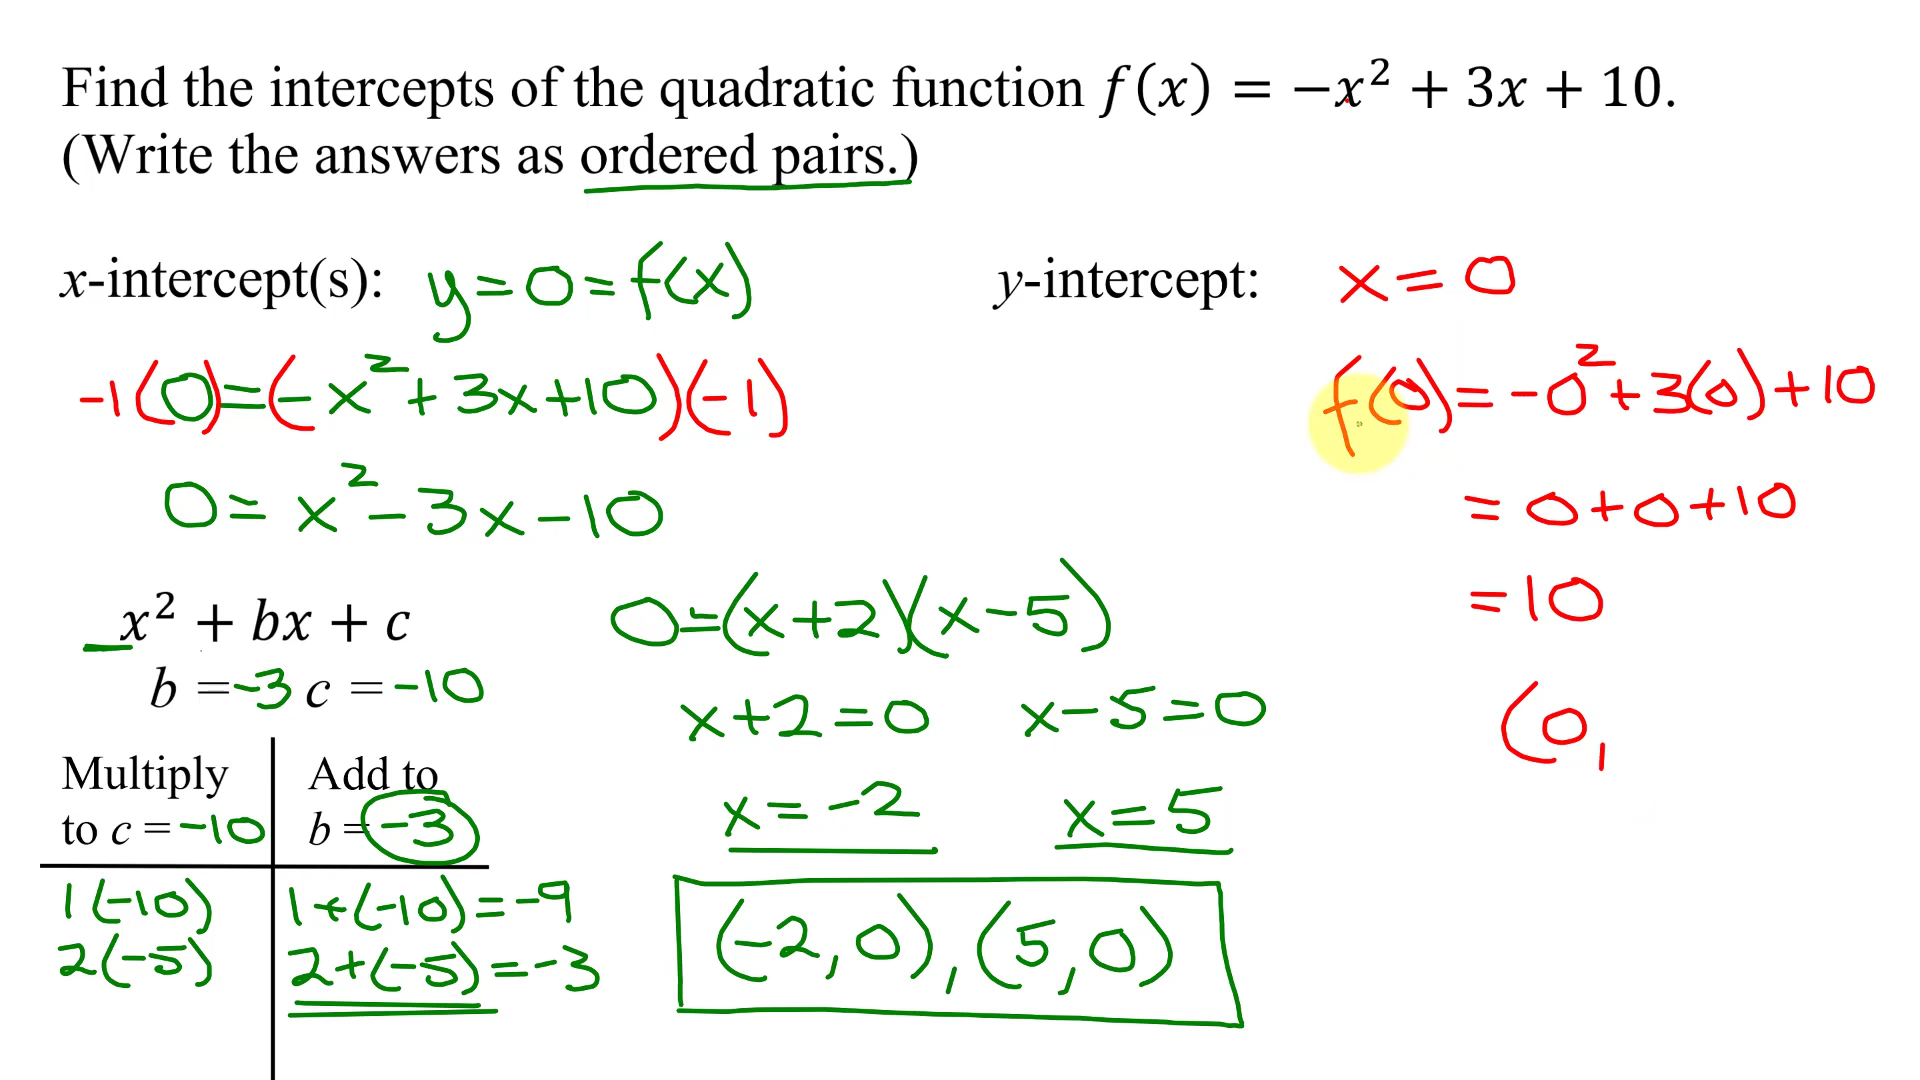 Find the intercepts of the quadratic function f(x) = −x² + 3x + 10.
(Write the answers as ordered pairs.)
x-intercept(s): y = 0 = f(x)
-1(0) = (-x² + 3x + 10)(-1)
0 = x² - 3x - 10
x² + bx + c
b = -3 c = -10
Multiply to c = -10
Add to b = -3
1(-10)
1 + (-10) = -9
2(-5)
2 + (-5) = -3
0 = (x + 2)(x - 5)
x + 2 = 0 x - 5 = 0
x = -2 x = 5
(-2, 0), (5, 0)
y-intercept: x = 0
f(0) = -0² + 3(0) + 10
= 0 + 0 + 10
= 10
(0,